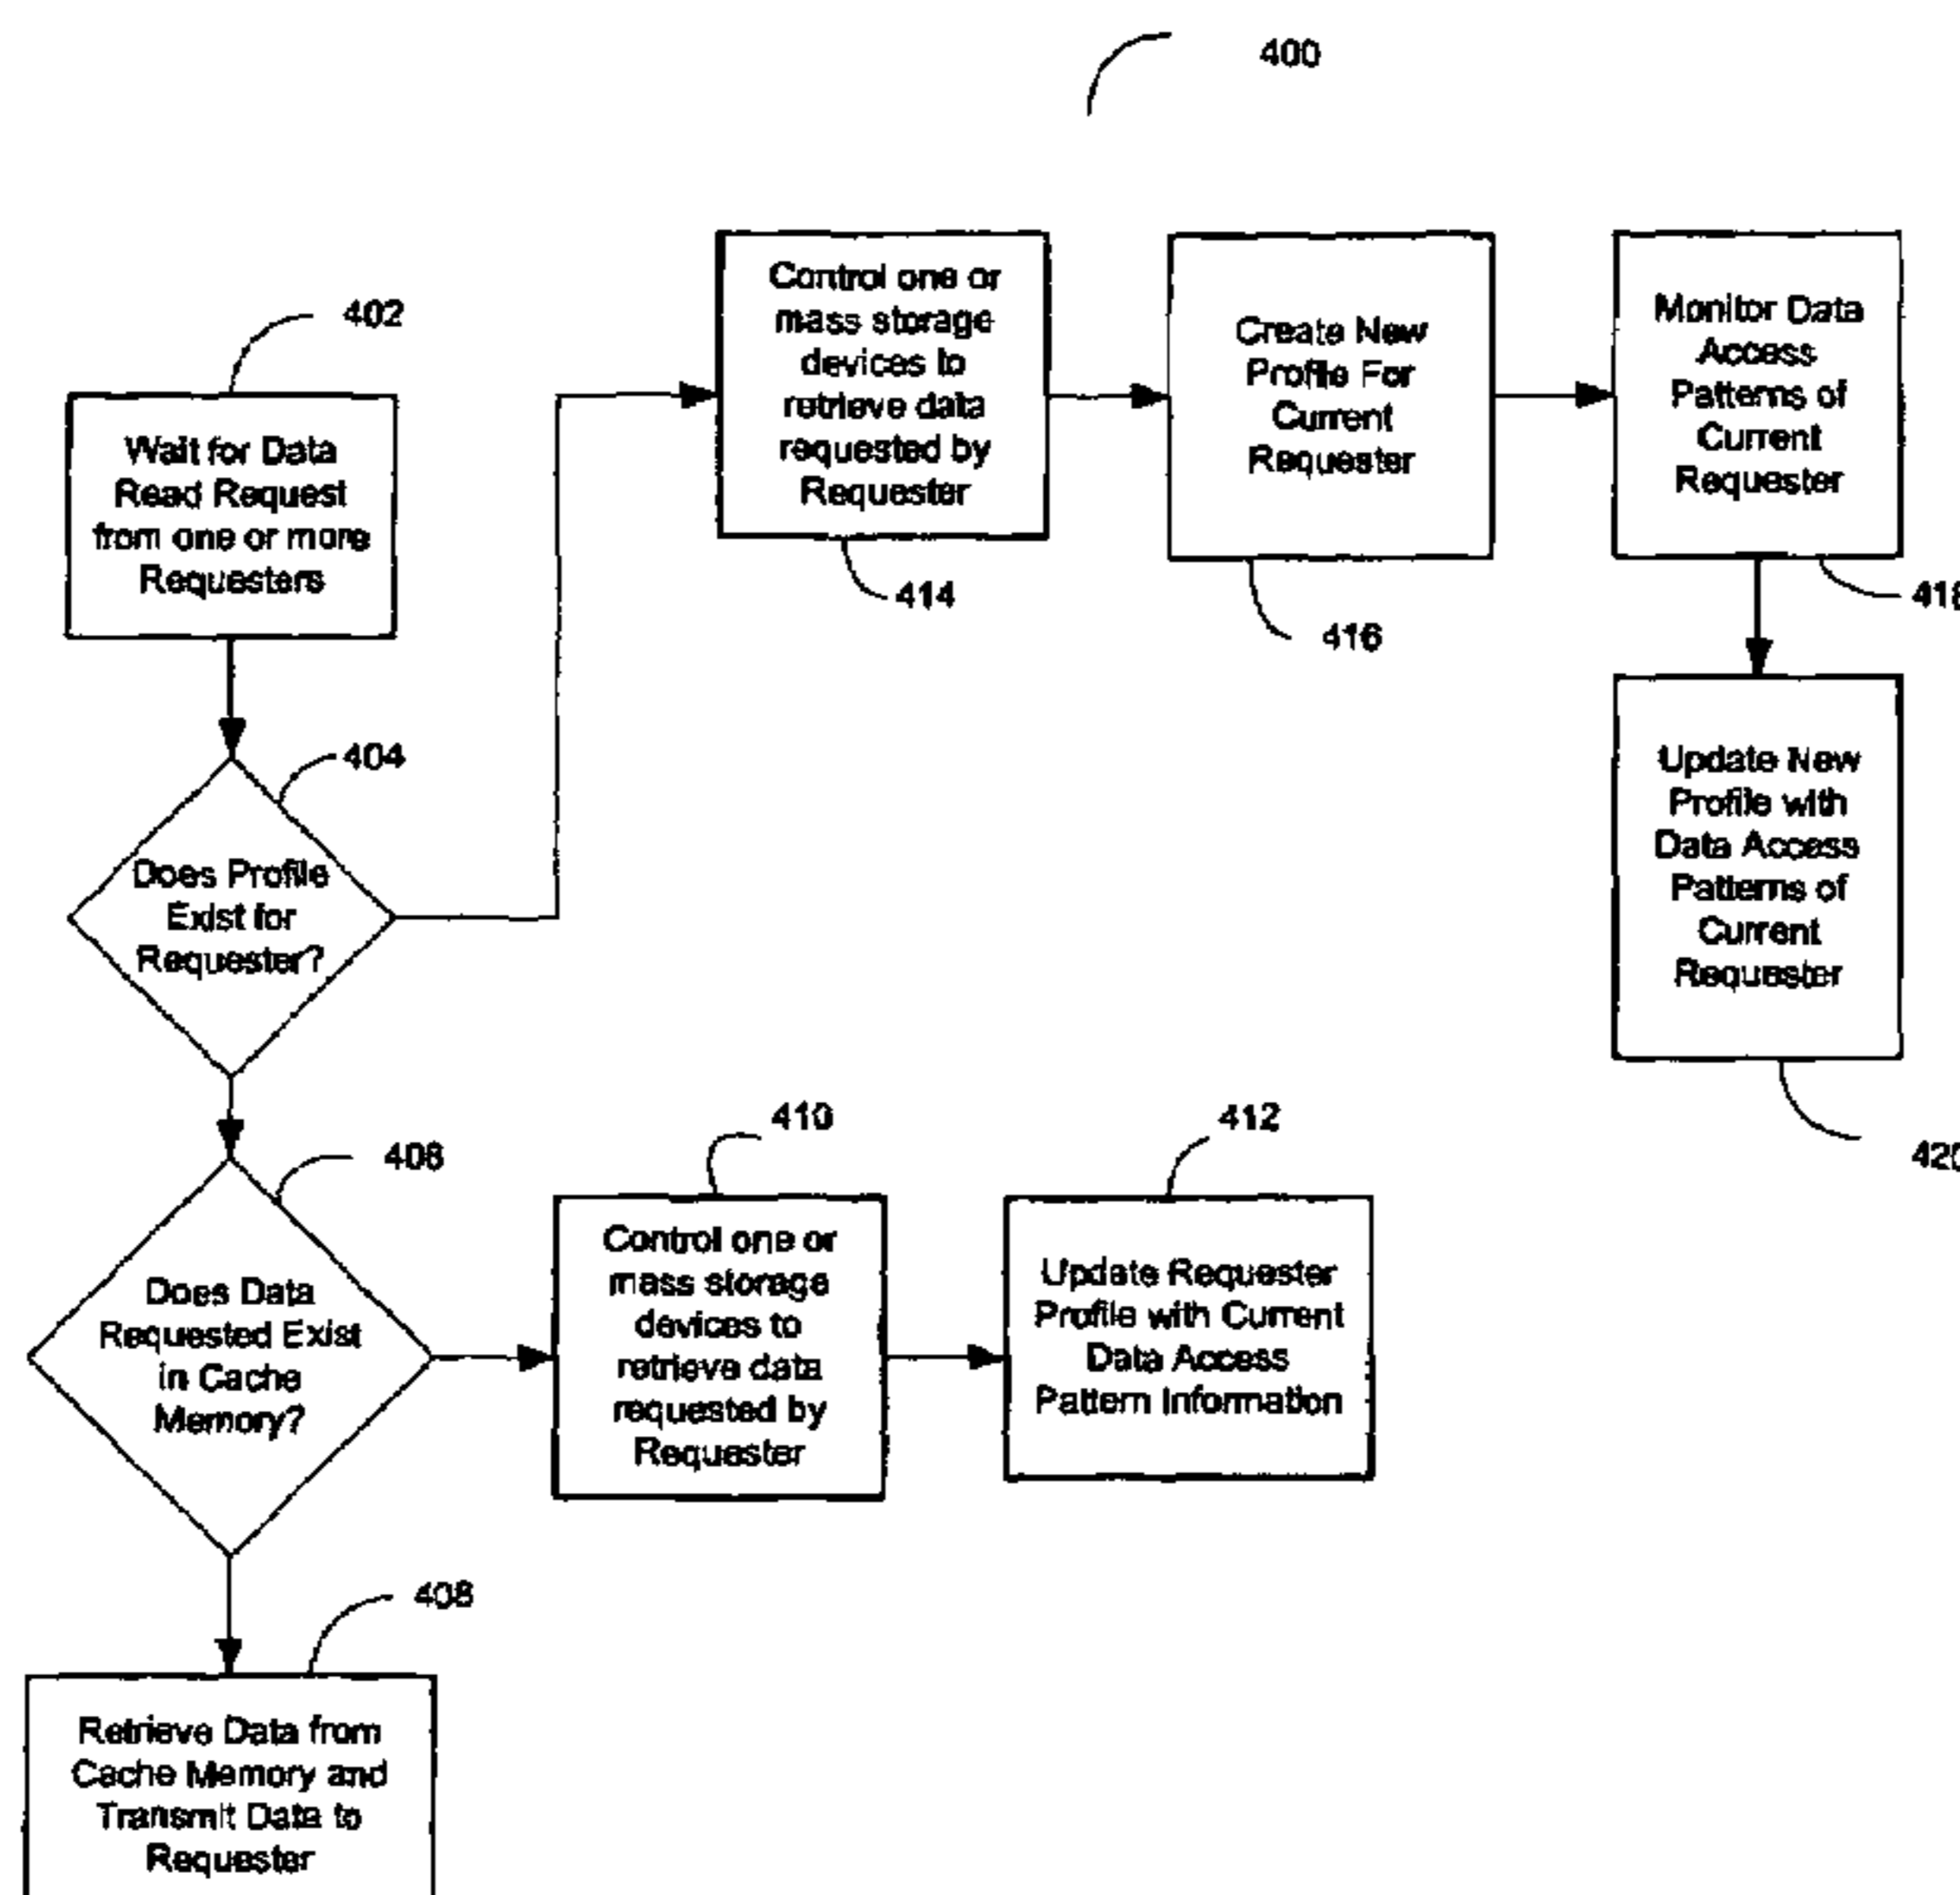 400
402
Wait for Data
Read Request
from one or more
Requesters
Control one or
mass storage
devices to
retrieve data
requested by
Requester
414
Create New
Profile For
Current
Requester
416
Monitor Data
Access
Patterns of
Current
Requester
418
404
Does Profile
Exist for
Requester?
Update New
Profile with
Data Access
Patterns of
Current
Requester
420
Does Data
Requested Exist
in Cache
Memory?
410
Control one or
mass storage
devices to
retrieve data
requested by
Requester
412
Update Requester
Profile with Current
Data Access
Pattern Information
408
Retrieve Data from
Cache Memory and
Transmit Data to
Requester